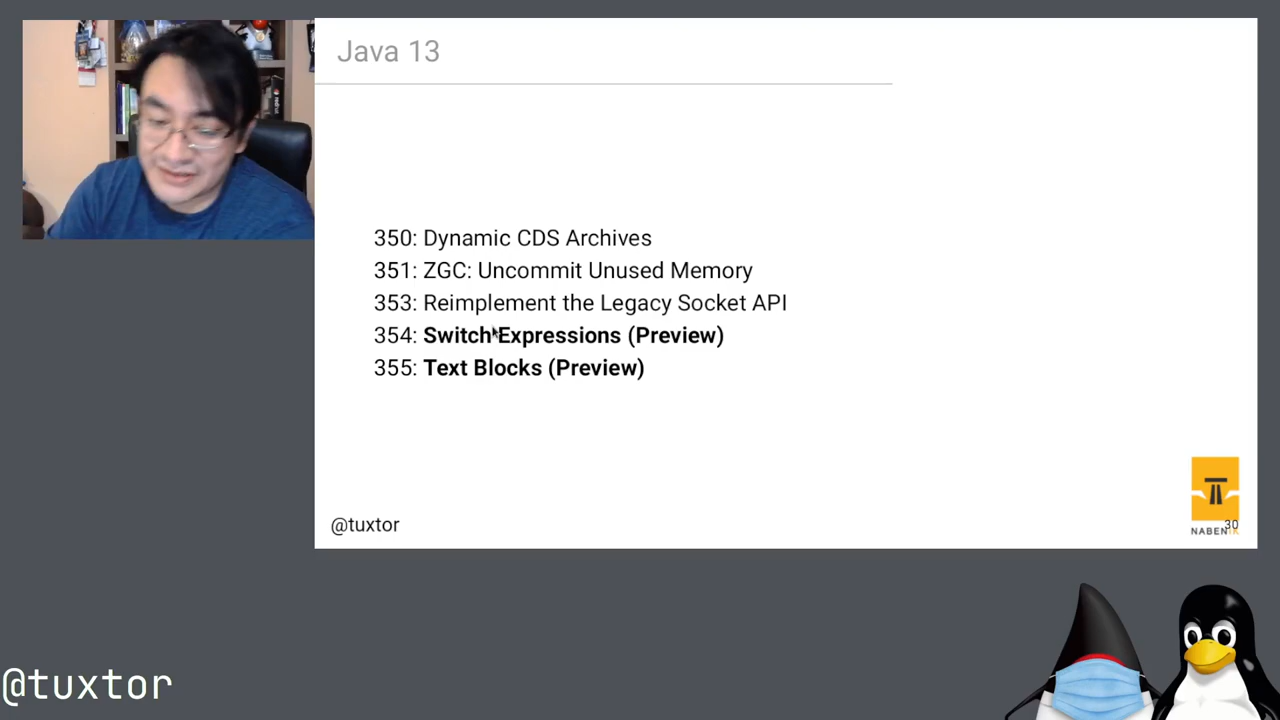 Java 13
350: Dynamic CDS Archives
351: ZGC: Uncommit Unused Memory
353: Reimplement the Legacy Socket API
354: Switch Expressions (Preview)
355: Text Blocks (Preview)
@tuxtor
30
NABENIK
@tuxtor